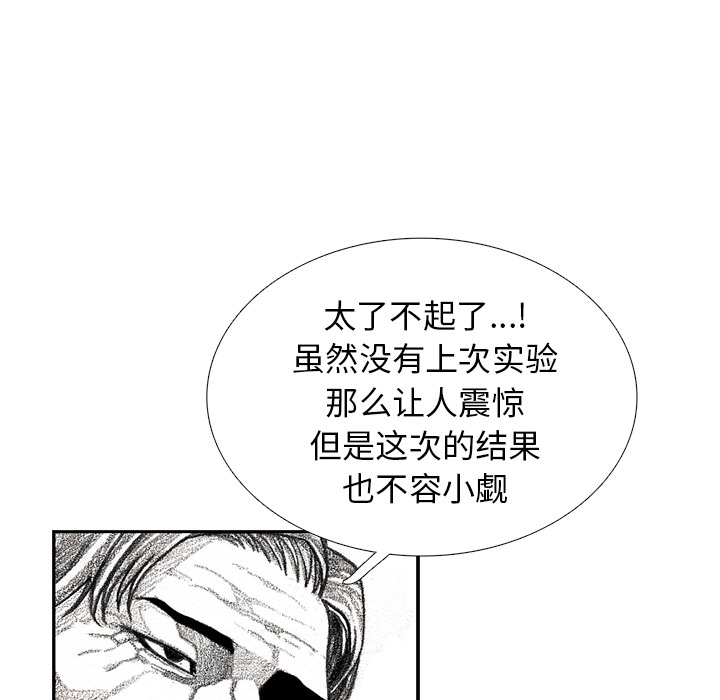 太了不起了...!
虽然没有上次实验
那么让人震惊
但是这次的结果
也不容小觑